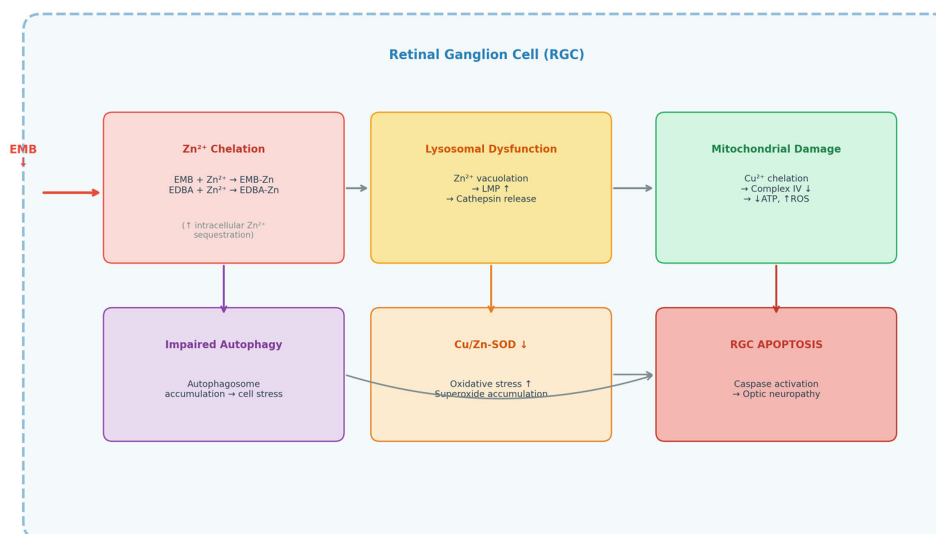 Retinal Ganglion Cell (RGC)
EMB
↓
Zn²⁺ Chelation
EMB + Zn²⁺ → EMB-Zn
EDBA + Zn²⁺ → EDBA-Zn
(↑ intracellular Zn²⁺
sequestration)
Lysosomal Dysfunction
Zn²⁺ vacuolation
→ LMP ↑
→ Cathepsin release
Mitochondrial Damage
Cu²⁺ chelation
→ Complex IV ↓
→ ↓ATP, ↑ROS
Impaired Autophagy
Autophagosome
accumulation → cell stress
Cu/Zn-SOD ↓
Oxidative stress ↑
Superoxide accumulation
RGC APOPTOSIS
Caspase activation
→ Optic neuropathy